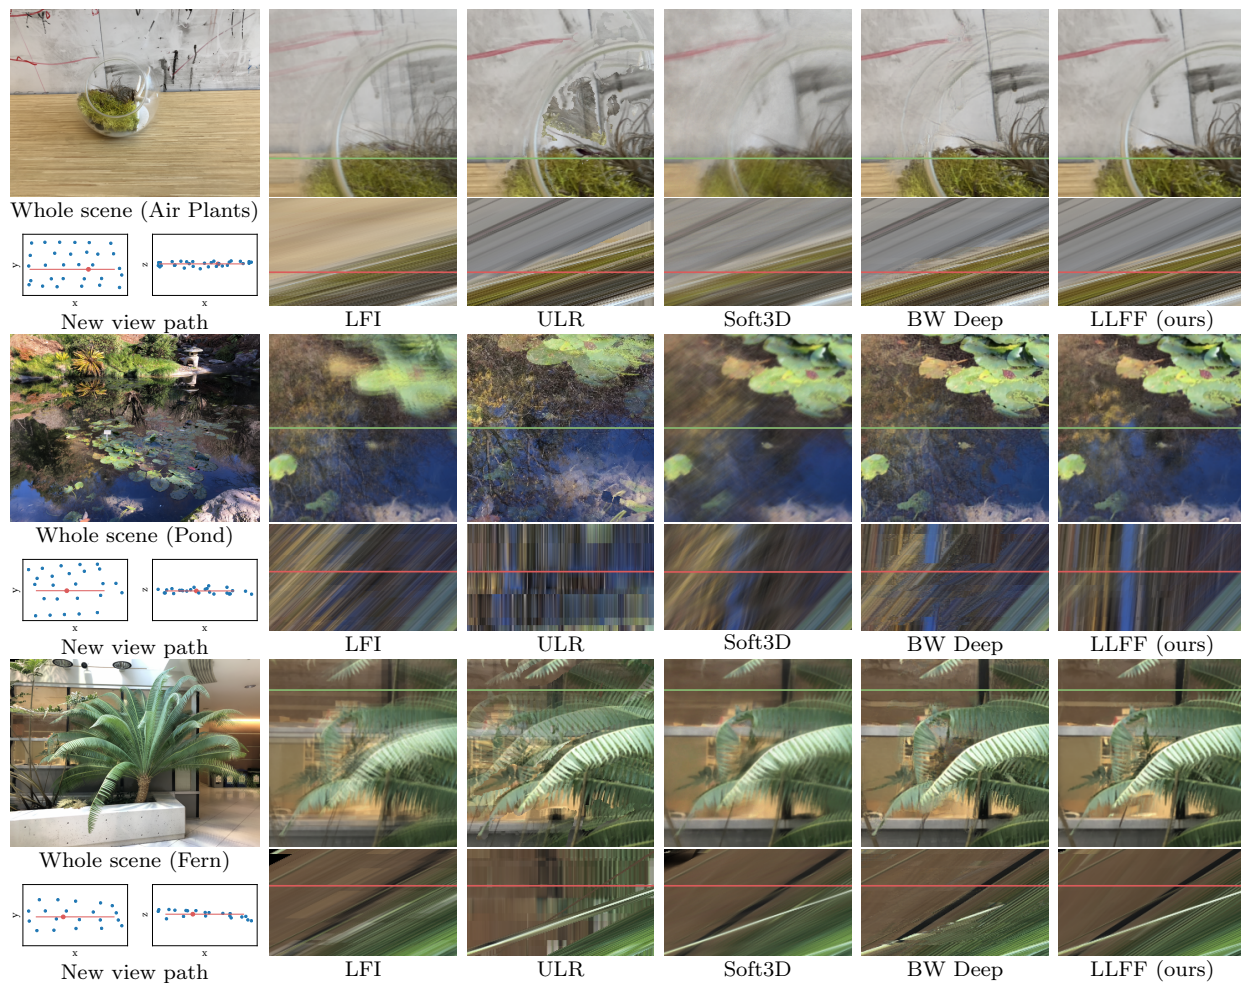 Whole scene (Air Plants)
y
x
z
x
New view path
LFI
ULR
Soft3D
BW Deep
LLFF (ours)
Whole scene (Pond)
y
x
z
x
New view path
LFI
ULR
Soft3D
BW Deep
LLFF (ours)
Whole scene (Fern)
y
x
z
x
New view path
LFI
ULR
Soft3D
BW Deep
LLFF (ours)